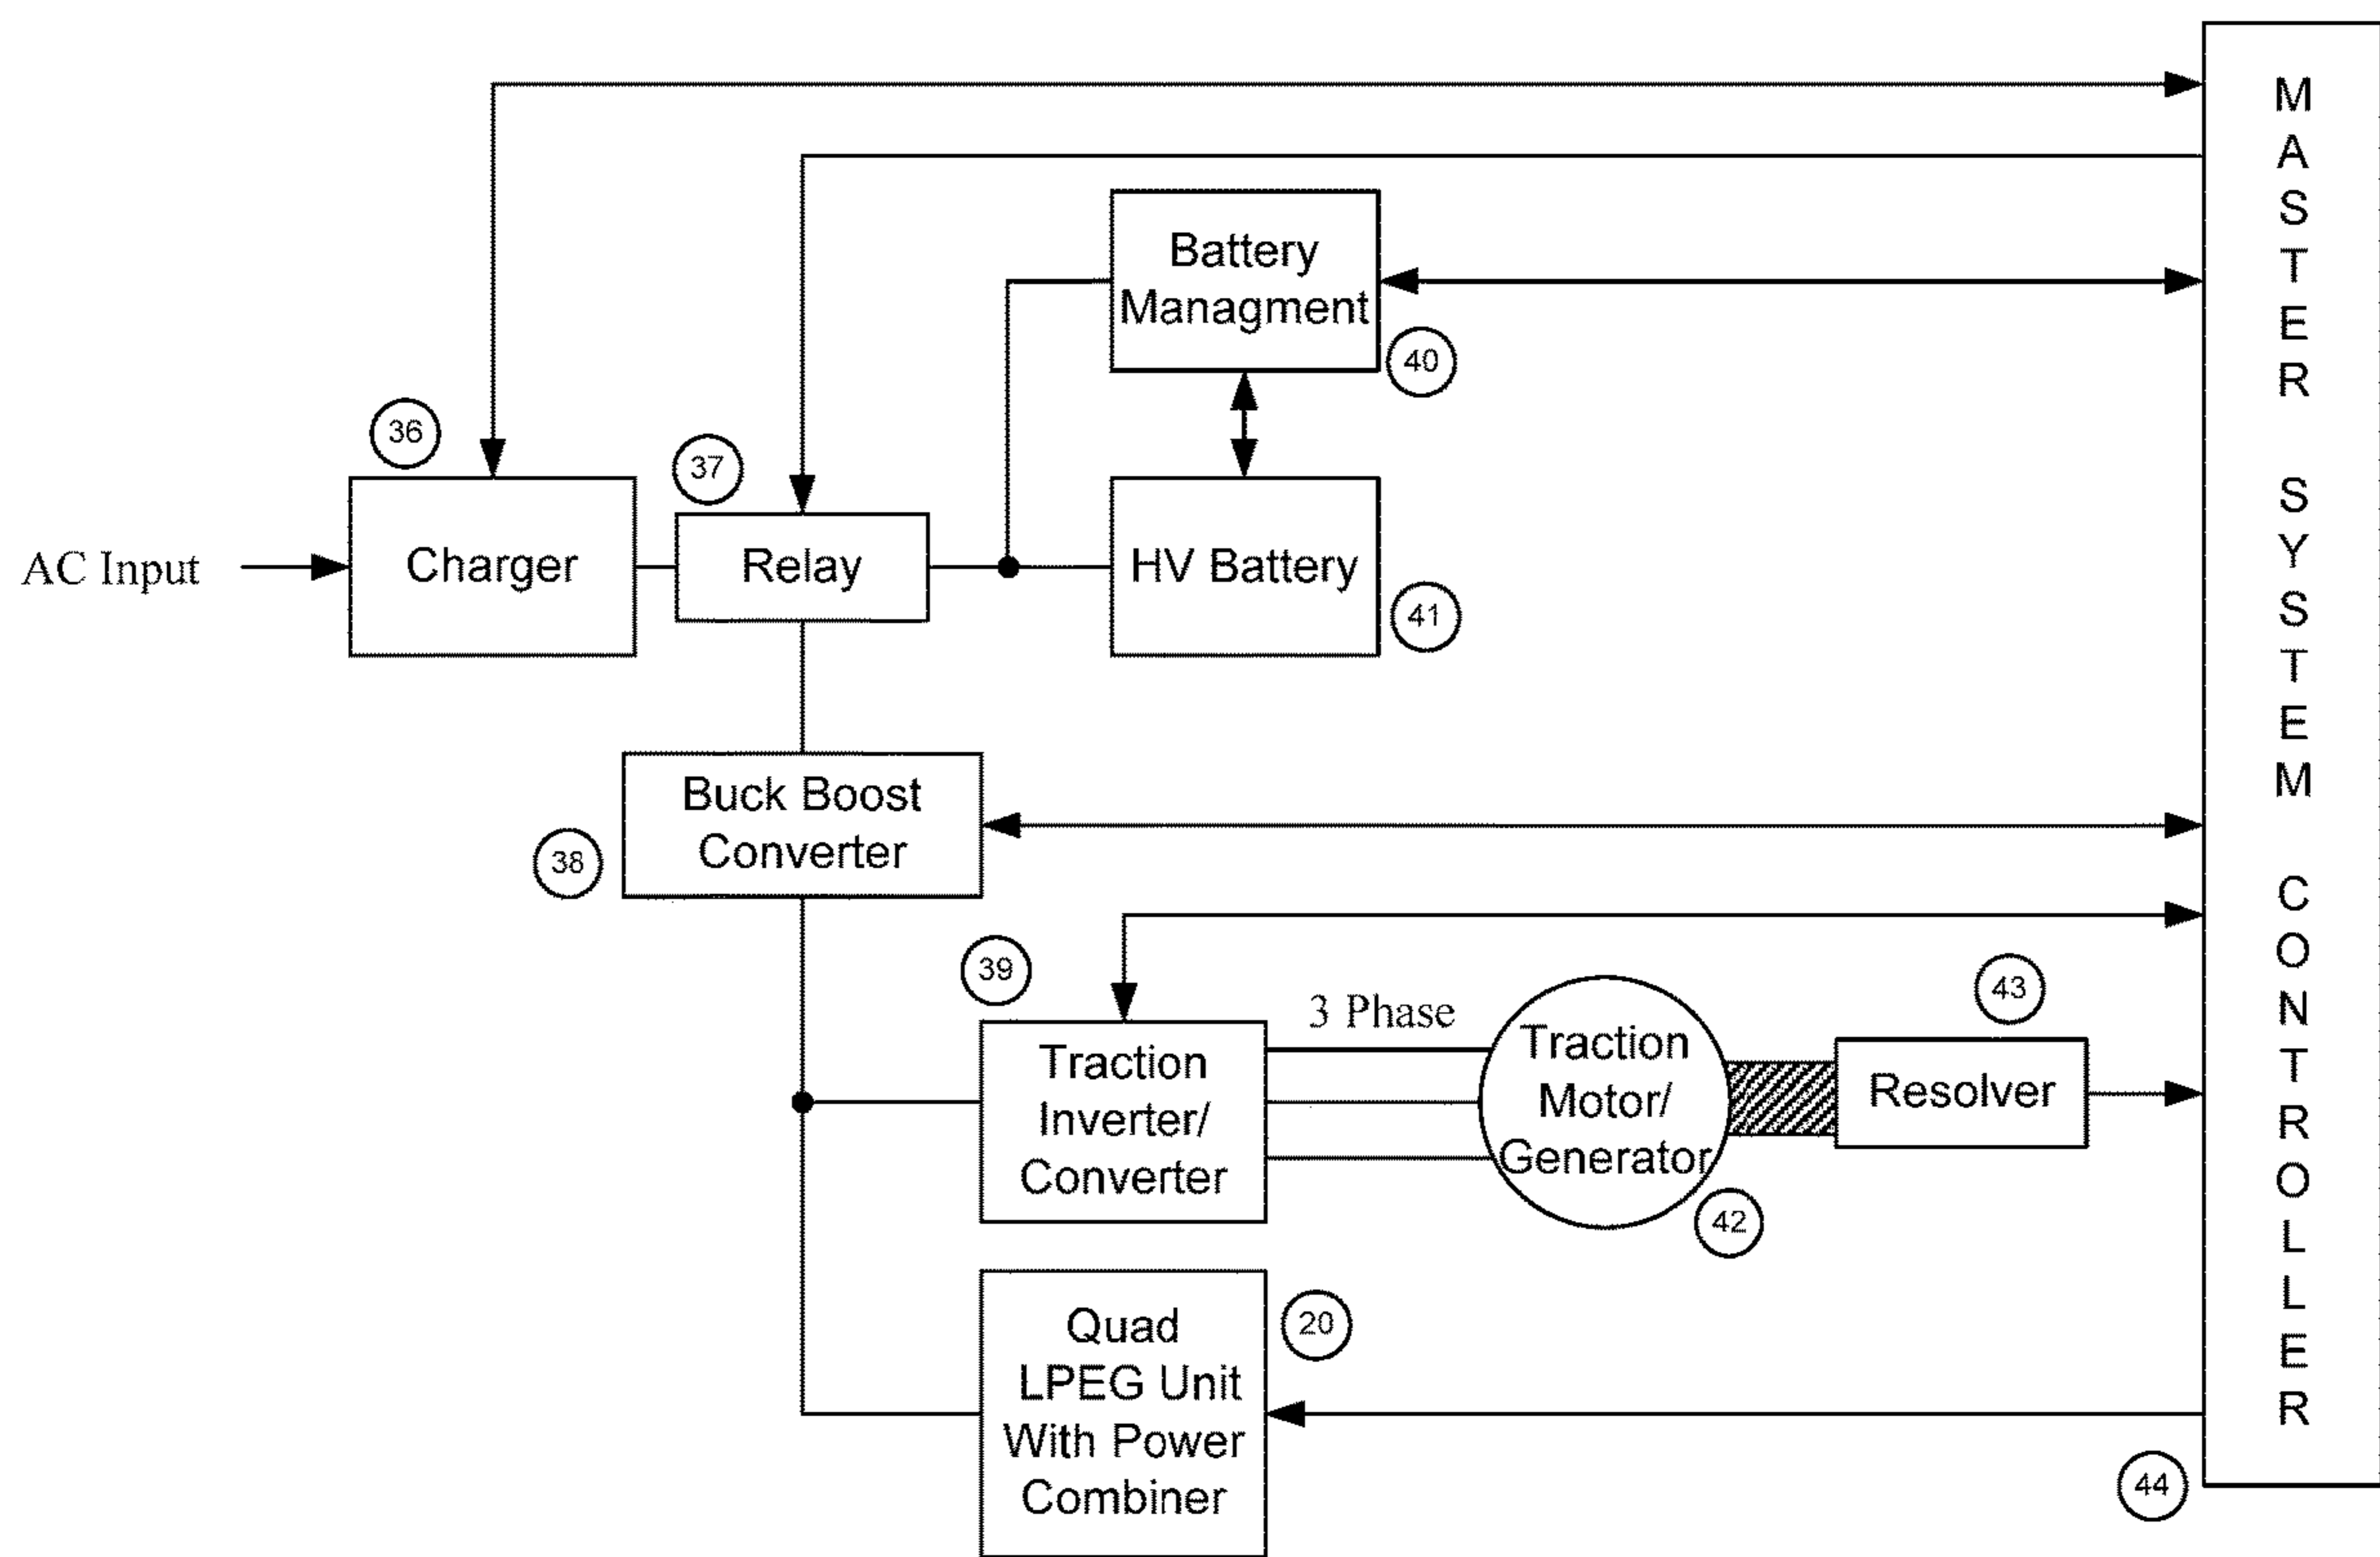 MASTER SYSTEM CONTROLLER
Battery
Managment
40
36
37
AC Input
Charger
Relay
HV Battery
41
Buck Boost
Converter
38
39
3 Phase
43
Traction
Inverter/
Converter
Traction
Motor/
Generator
Resolver
42
Quad
LPEG Unit
With Power
Combiner
20
44